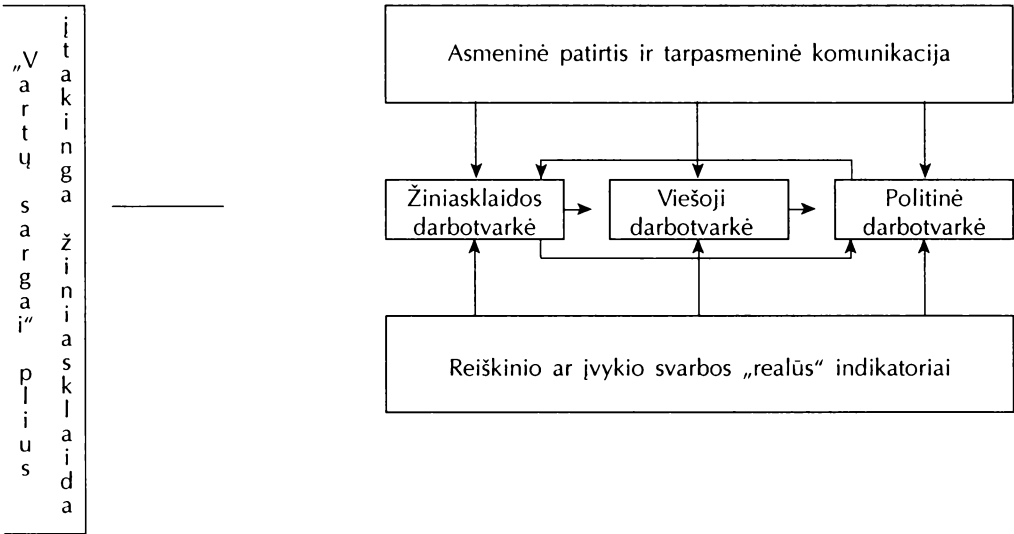 „Vartų sargai“ plius
įtakinga žiniasklaida
Asmeninė patirtis ir tarpasmeninė komunikacija
Žiniasklaidos
darbotvarkė
Viešoji
darbotvarkė
Politinė
darbotvarkė
Reiškinio ar įvykio svarbos „realūs“ indikatoriai